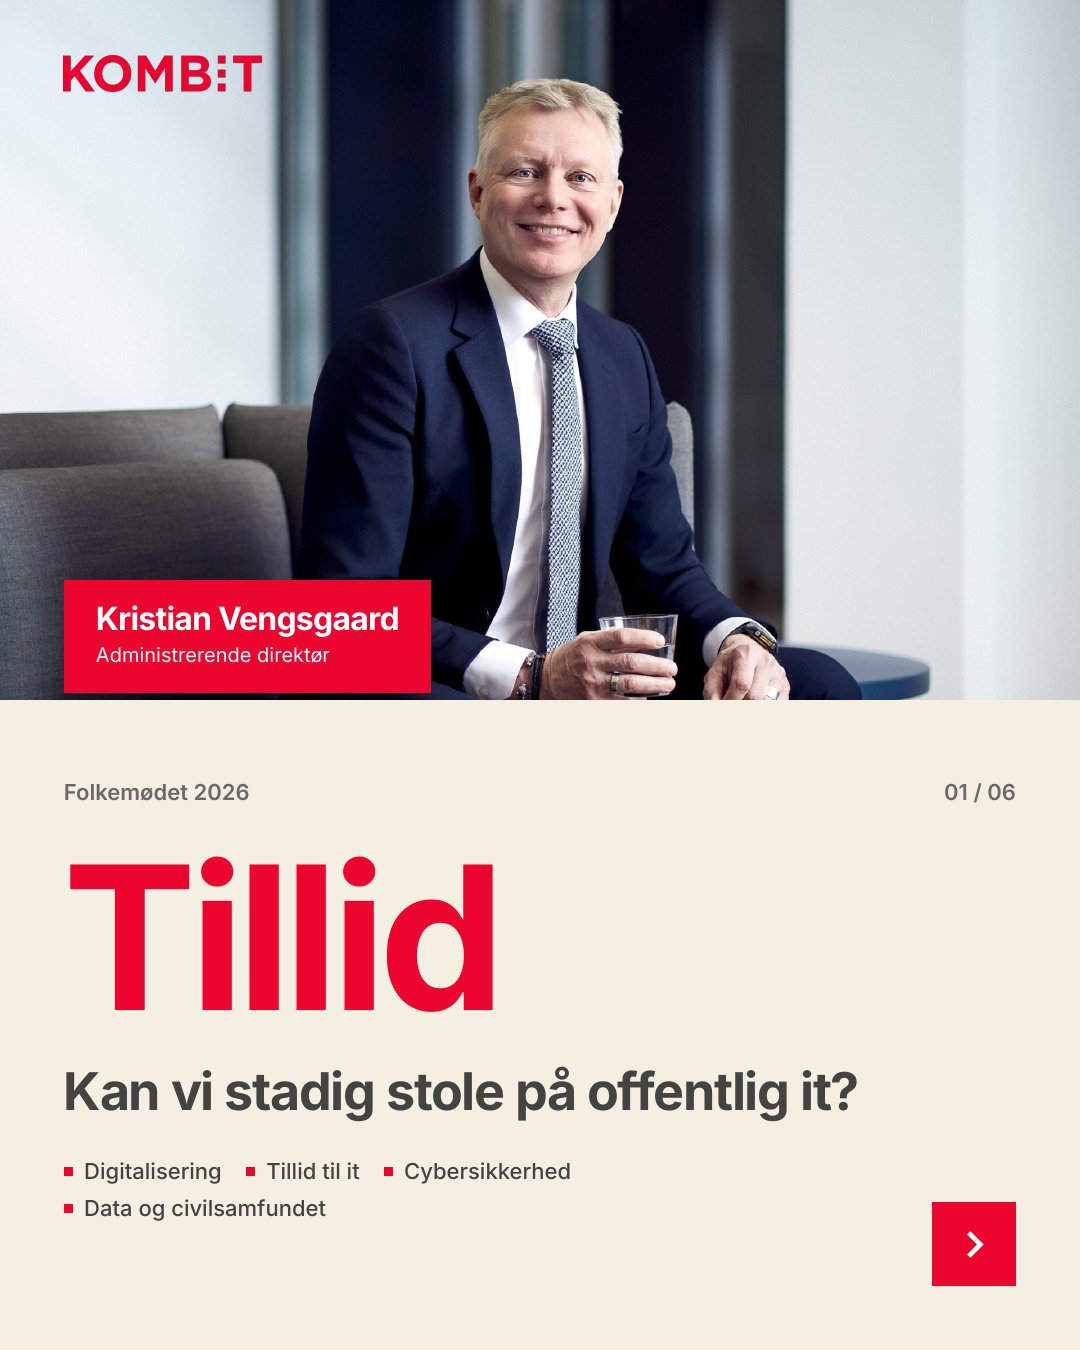 KOMBIT
Kristian Vengsgaard
Administrerende direktør
Folkemødet 2026
01 / 06
Tillid
Kan vi stadig stole på offentlig it?
Digitalisering
Tillid til it
Cybersikkerhed
Data og civilsamfundet